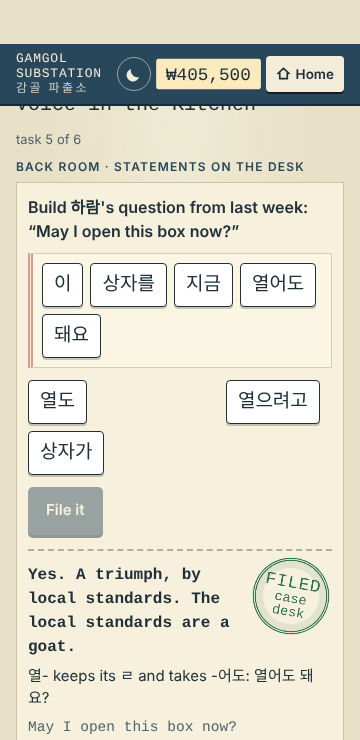 GAMGOL
SUBSTATION
감골 파출소
₩405,500
Home
Voice in the Kitchen
task 5 of 6
BACK ROOM · STATEMENTS ON THE DESK
Build 하람's question from last week:
“May I open this box now?”
이 상자를 지금 열어도
돼요
열도 열으려고
상자가
File it
Yes. A triumph, by
local standards. The
local standards are a
goat.
FILED
case
desk
열- keeps its ㄹ and takes -어도: 열어도 돼
요?
May I open this box now?